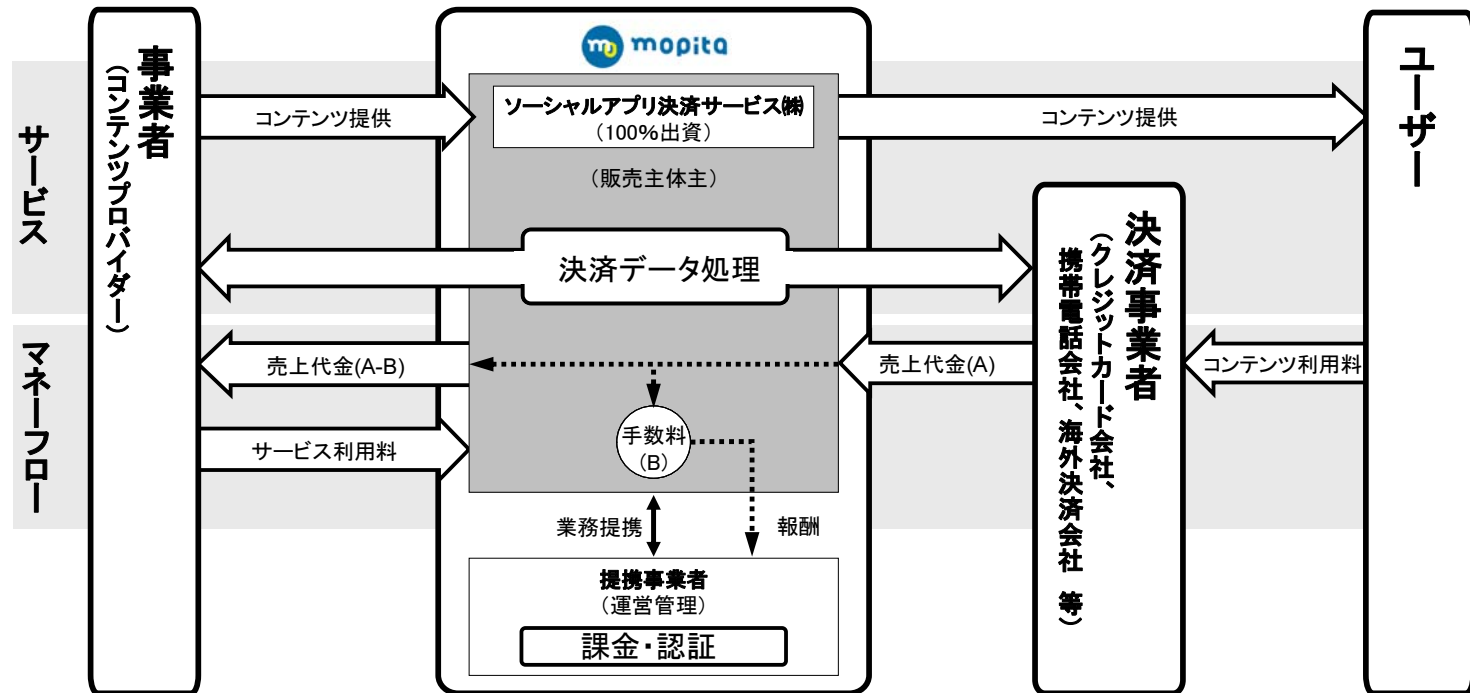 サービス
マネーフロー
事業者
（コンテンツプロバイダー）
コンテンツ提供
売上代金(A-B)
サービス利用料
mopita
ソーシャルアプリ決済サービス㈱
（100％出資）
（販売主体主）
決済データ処理
手数料
(B)
業務提携
報酬
提携事業者
（運営管理）
課金・認証
コンテンツ提供
売上代金(A)
決済事業者
（クレジットカード会社、
携帯電話会社、海外決済会社 等）
コンテンツ利用料
ユーザー